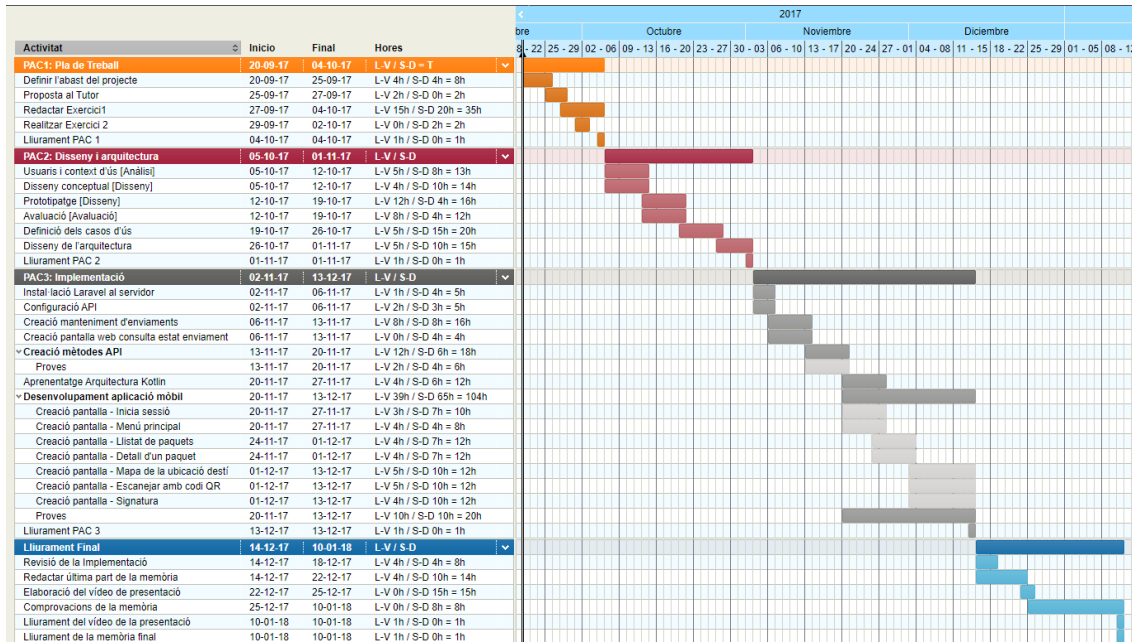 2017
bre Octubre Noviembre Diciembre
Activitat Inicio Final Hores
8 - 22 25 - 29 02 - 06 09 - 13 16 - 20 23 - 27 30 - 03 06 - 10 13 - 17 20 - 24 27 - 01 04 - 08 11 - 15 18 - 22 25 - 29 01 - 05 08 - 12
PAC1: Pla de Treball 20-09-17 04-10-17 L-V / S-D = T
Definir l'abast del projecte 20-09-17 25-09-17 L-V 4h / S-D 4h = 8h
Proposta al Tutor 25-09-17 27-09-17 L-V 2h / S-D 0h = 2h
Redactar Exercici1 27-09-17 04-10-17 L-V 15h / S-D 20h = 35h
Realitzar Exercici 2 29-09-17 02-10-17 L-V 0h / S-D 2h = 2h
Lliurament PAC 1 04-10-17 04-10-17 L-V 1h / S-D 0h = 1h
PAC2: Disseny i arquitectura 05-10-17 01-11-17 L-V / S-D
Usuaris i context d'ús [Anàlisi] 05-10-17 12-10-17 L-V 5h / S-D 8h = 13h
Disseny conceptual [Disseny] 05-10-17 12-10-17 L-V 4h / S-D 10h = 14h
Prototipatge [Disseny] 12-10-17 19-10-17 L-V 12h / S-D 4h = 16h
Avaluació [Avaluació] 12-10-17 19-10-17 L-V 8h / S-D 4h = 12h
Definició dels casos d'ús 19-10-17 26-10-17 L-V 5h / S-D 15h = 20h
Disseny de l'arquitectura 26-10-17 01-11-17 L-V 5h / S-D 10h = 15h
Lliurament PAC 2 01-11-17 01-11-17 L-V 1h / S-D 0h = 1h
PAC3: Implementació 02-11-17 13-12-17 L-V / S-D
Instal·lació Laravel al servidor 02-11-17 06-11-17 L-V 1h / S-D 4h = 5h
Configuració API 02-11-17 06-11-17 L-V 2h / S-D 3h = 5h
Creació manteniment d'enviaments 06-11-17 13-11-17 L-V 8h / S-D 8h = 16h
Creació pantalla web consulta estat enviament 06-11-17 13-11-17 L-V 0h / S-D 4h = 4h
Creació mètodes API 13-11-17 20-11-17 L-V 12h / S-D 6h = 18h
Proves 13-11-17 20-11-17 L-V 2h / S-D 4h = 6h
Aprenentatge Arquitectura Kotlin 20-11-17 27-11-17 L-V 4h / S-D 6h = 12h
Desenvolupament aplicació mòbil 20-11-17 13-12-17 L-V 39h / S-D 65h = 104h
Creació pantalla - Inicia sessió 20-11-17 27-11-17 L-V 3h / S-D 7h = 10h
Creació pantalla - Menú principal 20-11-17 27-11-17 L-V 4h / S-D 4h = 8h
Creació pantalla - Llistat de paquets 24-11-17 01-12-17 L-V 4h / S-D 7h = 12h
Creació pantalla - Detall d'un paquet 24-11-17 01-12-17 L-V 4h / S-D 7h = 12h
Creació pantalla - Mapa de la ubicació destí 01-12-17 13-12-17 L-V 5h / S-D 10h = 12h
Creació pantalla - Escanejar amb codi QR 01-12-17 13-12-17 L-V 5h / S-D 10h = 12h
Creació pantalla - Signatura 01-12-17 13-12-17 L-V 4h / S-D 10h = 12h
Proves 20-11-17 13-12-17 L-V 10h / S-D 10h = 20h
Lliurament PAC 3 13-12-17 13-12-17 L-V 1h / S-D 0h = 1h
Lliurament Final 14-12-17 10-01-18 L-V / S-D
Revisió de la Implementació 14-12-17 18-12-17 L-V 4h / S-D 4h = 8h
Redactar última part de la memòria 14-12-17 22-12-17 L-V 4h / S-D 10h = 14h
Elaboració del vídeo de presentació 22-12-17 25-12-17 L-V 0h / S-D 15h = 15h
Comprovacions de la memòria 25-12-17 10-01-18 L-V 0h / S-D 8h = 8h
Lliurament del vídeo de la presentació 10-01-18 10-01-18 L-V 1h / S-D 0h = 1h
Lliurament de la memòria final 10-01-18 10-01-18 L-V 1h / S-D 0h = 1h